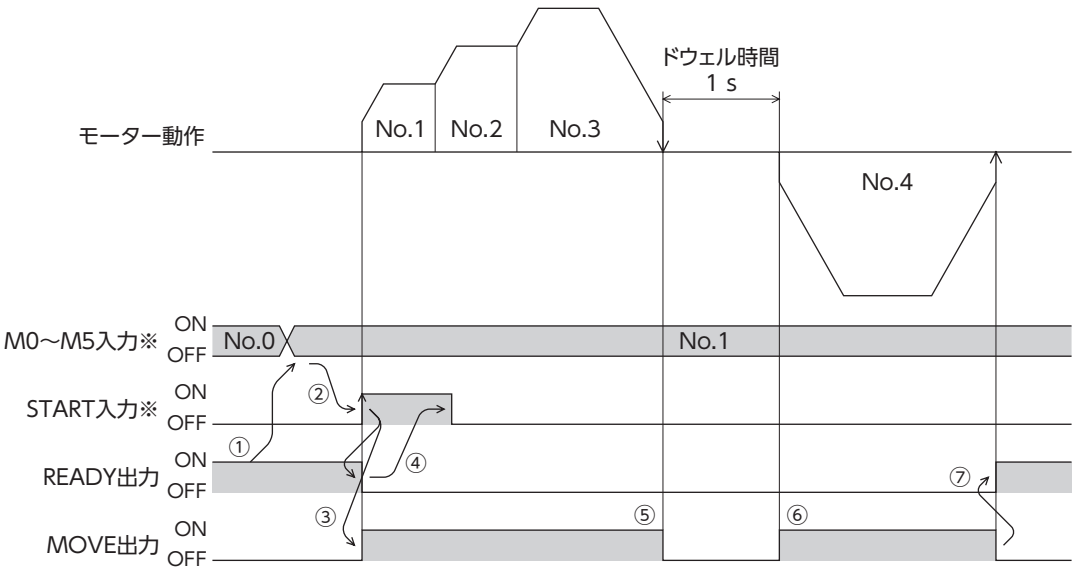 ドウェル時間
1 s
モーター動作
No.1
No.2
No.3
No.4
M0～M5入力※
ON
OFF
No.0
No.1
START入力※
ON
OFF
②
①
READY出力
ON
OFF
④
⑦
MOVE出力
ON
OFF
③
⑤
⑥